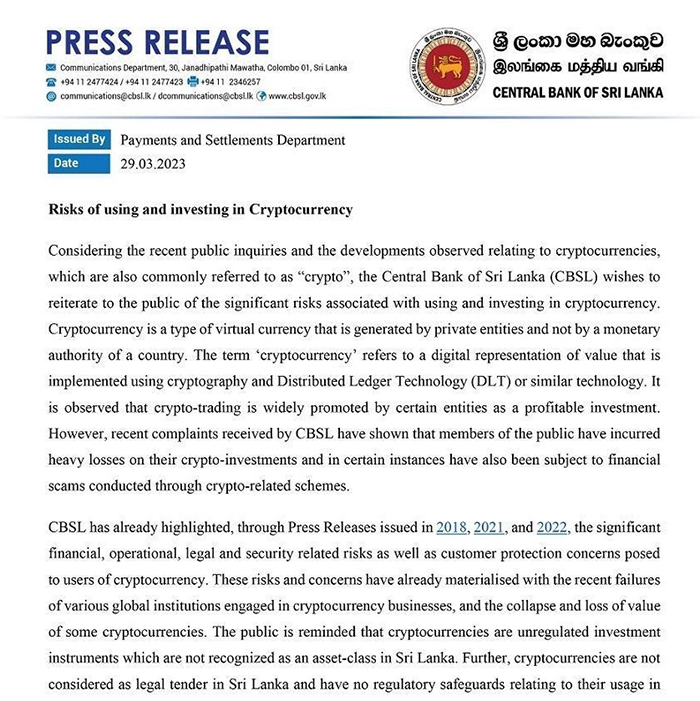 PRESS RELEASE
Communications Department, 30, Janadhipathi Mawatha, Colombo 01, Sri Lanka
+94 11 2477424 / +94 11 2477423 +94 11 2346257
communications@cbsl.lk / dcommunications@cbsl.lk www.cbsl.gov.lk
ශ්‍රී ලංකා මහ බැංකුව
இலங்கை மத்திய வங்கி
CENTRAL BANK OF SRI LANKA
CENTRAL BANK OF SRI LANKA
Issued By Payments and Settlements Department
Date 29.03.2023
Risks of using and investing in Cryptocurrency
Considering the recent public inquiries and the developments observed relating to cryptocurrencies,
which are also commonly referred to as “crypto”, the Central Bank of Sri Lanka (CBSL) wishes to
reiterate to the public of the significant risks associated with using and investing in cryptocurrency.
Cryptocurrency is a type of virtual currency that is generated by private entities and not by a monetary
authority of a country. The term ‘cryptocurrency’ refers to a digital representation of value that is
implemented using cryptography and Distributed Ledger Technology (DLT) or similar technology. It
is observed that crypto-trading is widely promoted by certain entities as a profitable investment.
However, recent complaints received by CBSL have shown that members of the public have incurred
heavy losses on their crypto-investments and in certain instances have also been subject to financial
scams conducted through crypto-related schemes.
CBSL has already highlighted, through Press Releases issued in 2018, 2021, and 2022, the significant
financial, operational, legal and security related risks as well as customer protection concerns posed
to users of cryptocurrency. These risks and concerns have already materialised with the recent failures
of various global institutions engaged in cryptocurrency businesses, and the collapse and loss of value
of some cryptocurrencies. The public is reminded that cryptocurrencies are unregulated investment
instruments which are not recognized as an asset-class in Sri Lanka. Further, cryptocurrencies are not
considered as legal tender in Sri Lanka and have no regulatory safeguards relating to their usage in